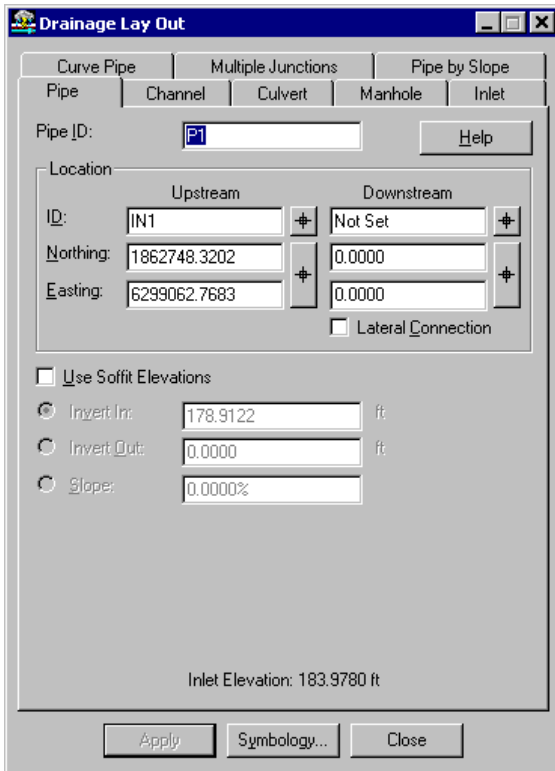 Drainage Lay Out
Curve Pipe Multiple Junctions Pipe by Slope
Pipe Channel Culvert Manhole Inlet
Pipe ID: P1 Help
Location
Upstream Downstream
ID: IN1 Not Set
Northing: 1862748.3202 0.0000
Easting: 6299062.7683 0.0000
Lateral Connection
Use Soffit Elevations
Invert In: 178.9122 ft
Invert Out: 0.0000 ft
Slope: 0.0000%
Inlet Elevation: 183.9780 ft
Apply Symbology... Close